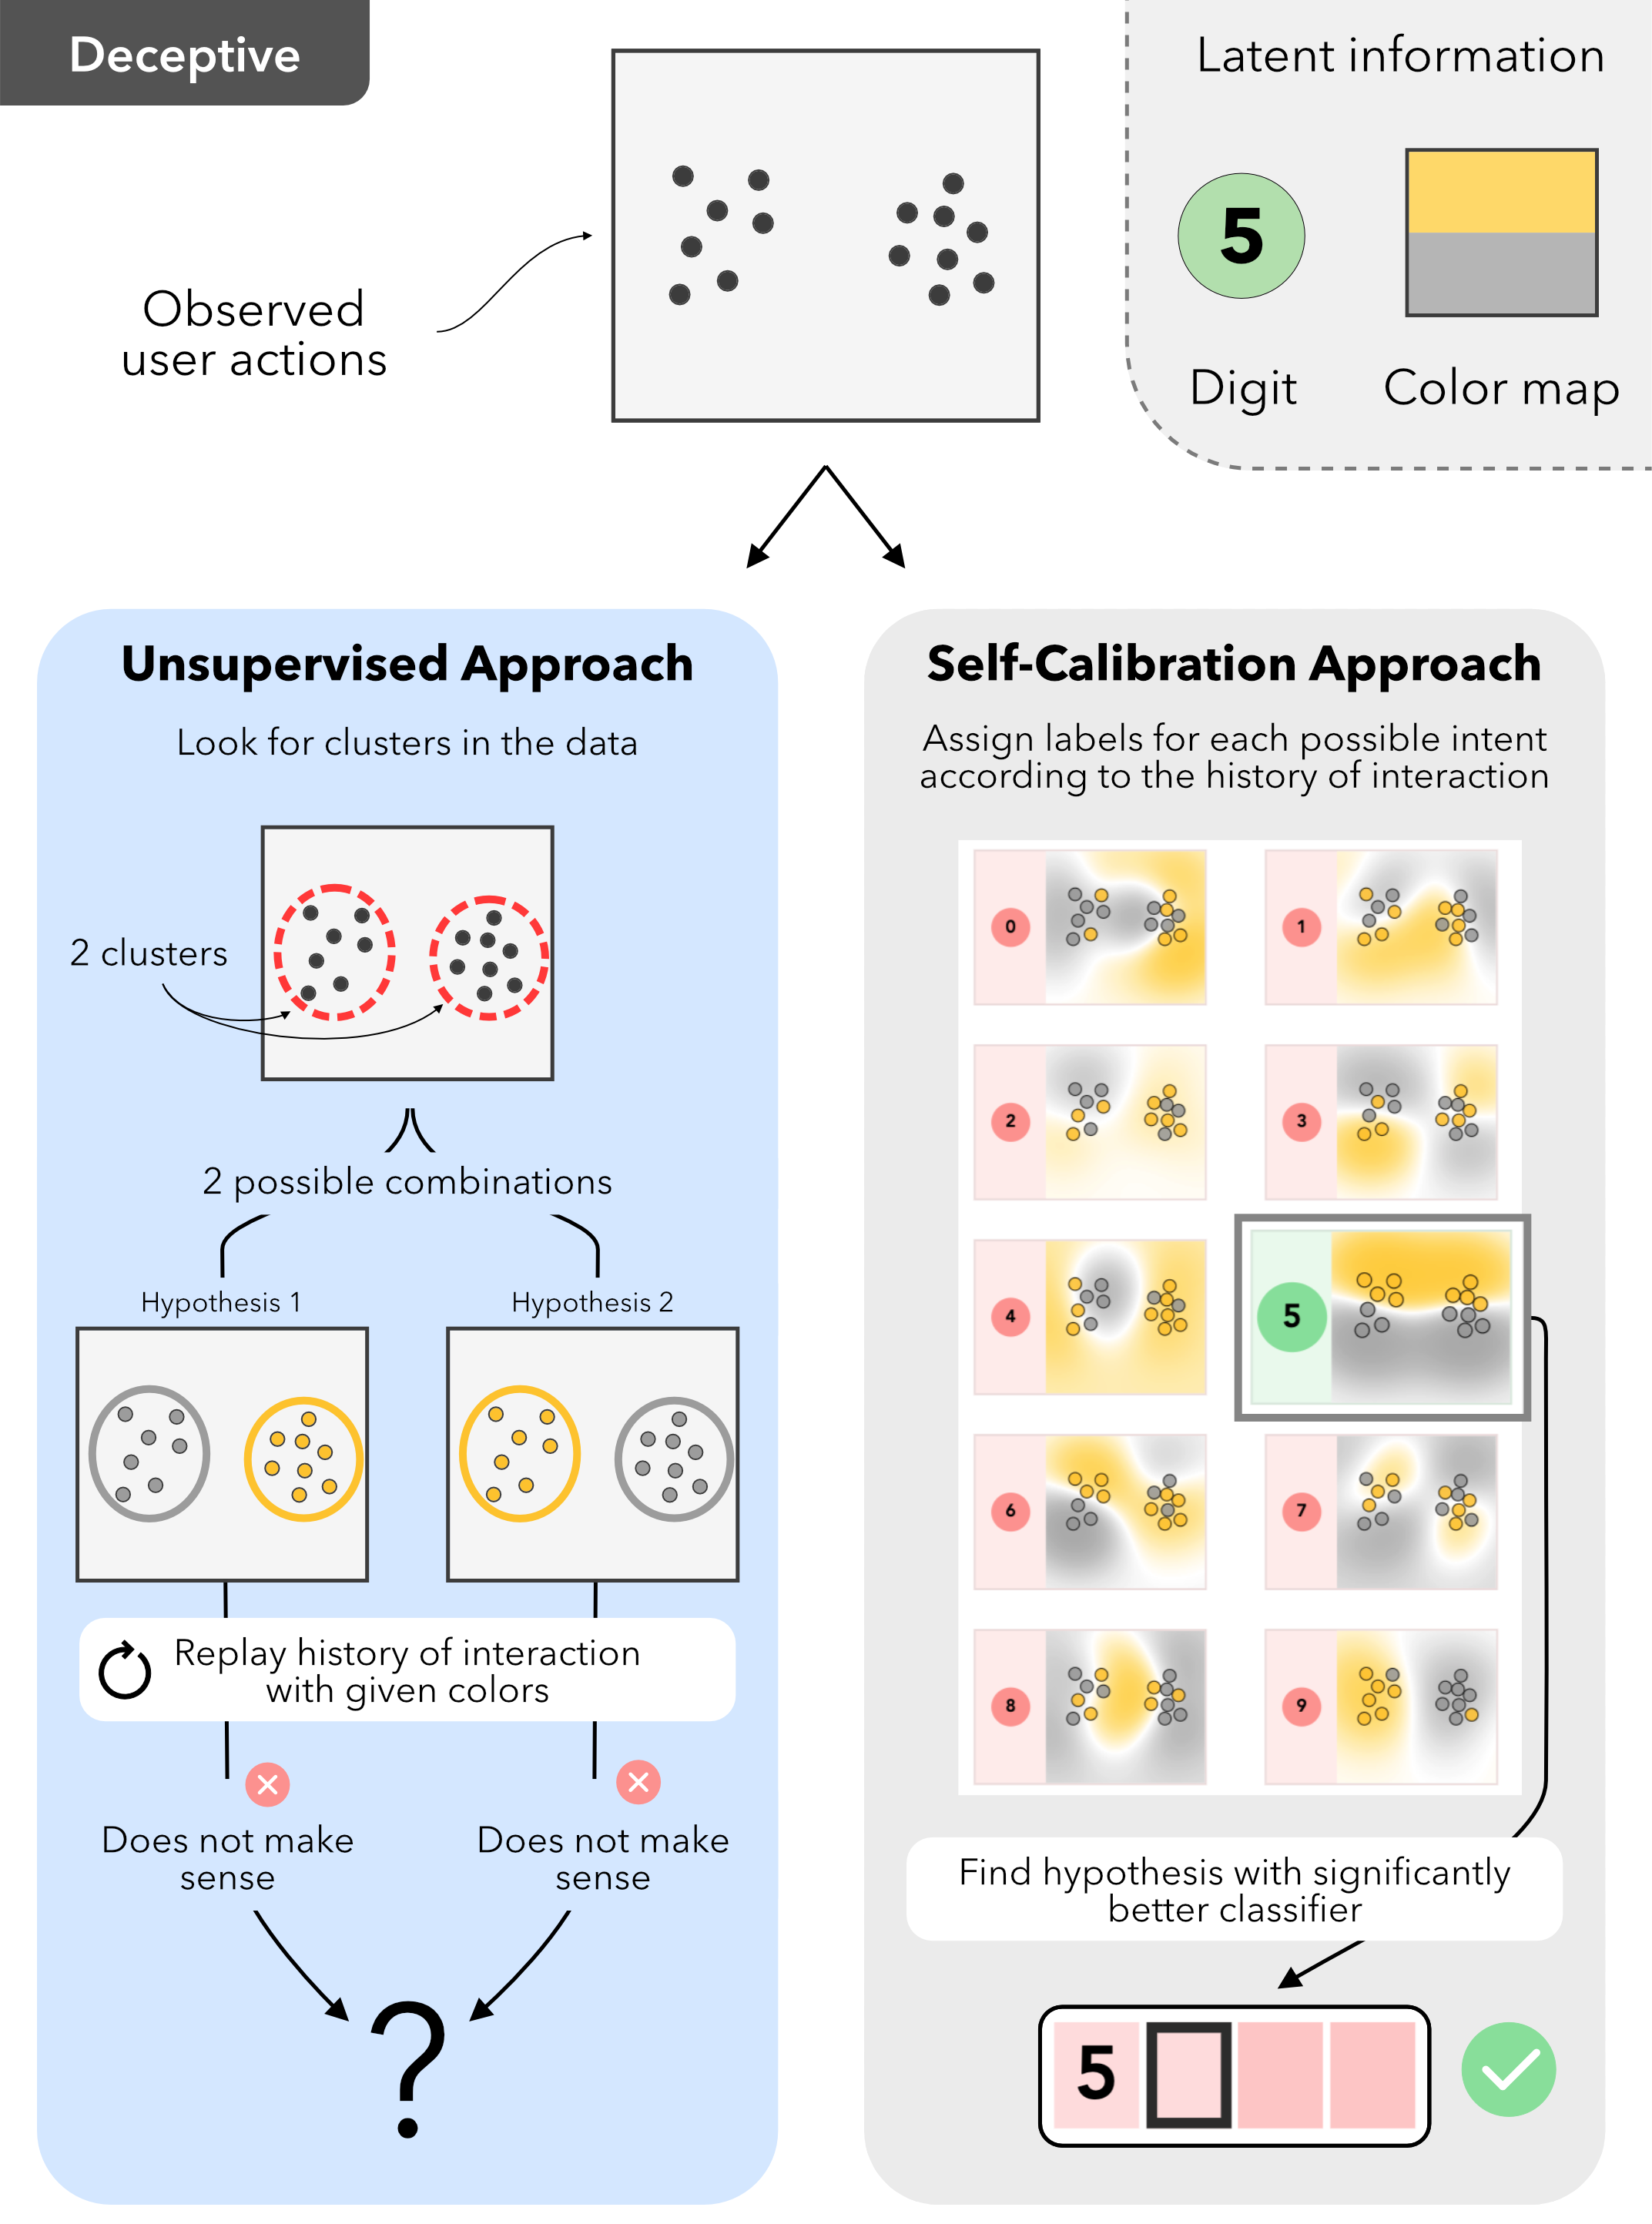 Deceptive
Latent information
5
Digit
Color map
Observed
user actions
Unsupervised Approach
Look for clusters in the data
2 clusters
2 possible combinations
Hypothesis 1
Hypothesis 2
Replay history of interaction
with given colors
Does not make
sense
Does not make
sense
?
Self-Calibration Approach
Assign labels for each possible intent
according to the history of interaction
0
1
2
3
4
5
6
7
8
9
Find hypothesis with significantly
better classifier
5